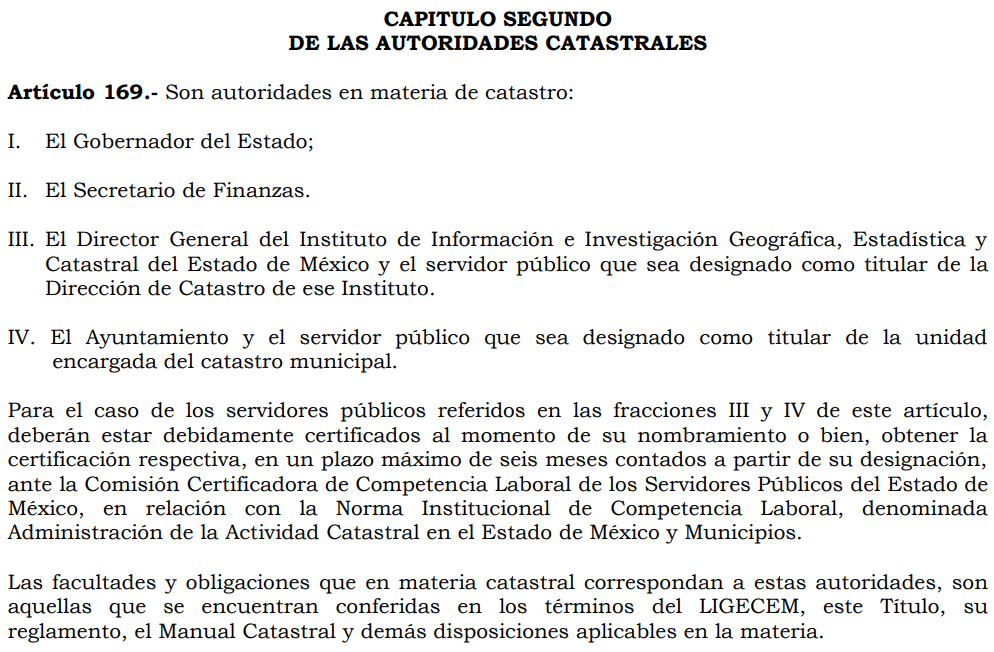 CAPITULO SEGUNDO
DE LAS AUTORIDADES CATASTRALES
Artículo 169.- Son autoridades en materia de catastro:
I. El Gobernador del Estado;
II. El Secretario de Finanzas.
III. El Director General del Instituto de Información e Investigación Geográfica, Estadística y
Catastral del Estado de México y el servidor público que sea designado como titular de la
Dirección de Catastro de ese Instituto.
IV. El Ayuntamiento y el servidor público que sea designado como titular de la unidad
encargada del catastro municipal.
Para el caso de los servidores públicos referidos en las fracciones III y IV de este artículo,
deberán estar debidamente certificados al momento de su nombramiento o bien, obtener la
certificación respectiva, en un plazo máximo de seis meses contados a partir de su designación,
ante la Comisión Certificadora de Competencia Laboral de los Servidores Públicos del Estado de
México, en relación con la Norma Institucional de Competencia Laboral, denominada
Administración de la Actividad Catastral en el Estado de México y Municipios.
Las facultades y obligaciones que en materia catastral correspondan a estas autoridades, son
aquellas que se encuentran conferidas en los términos del LIGECEM, este Título, su
reglamento, el Manual Catastral y demás disposiciones aplicables en la materia.